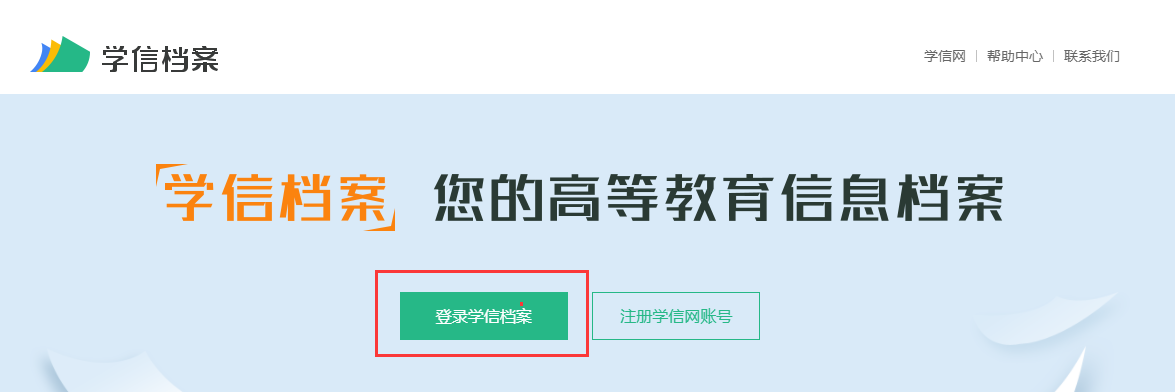 学信档案
学信网 | 帮助中心 | 联系我们
学信档案 您的高等教育信息档案
登录学信档案 注册学信网账号